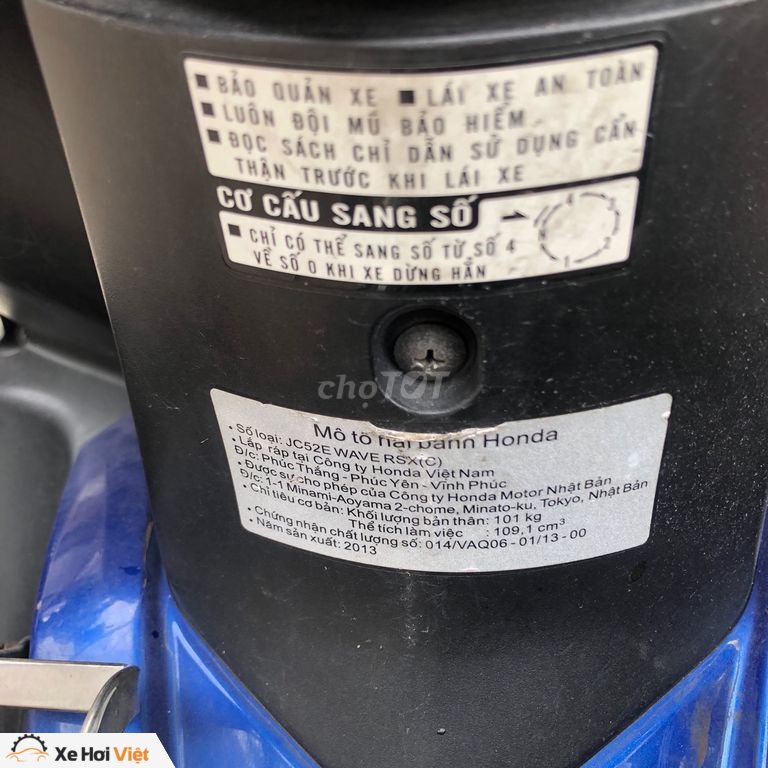 ■ BẢO QUẢN XE ■ LÁI XE AN TOÀN
■ LUÔN ĐỘI MŨ BẢO HIỂM
■ ĐỌC SÁCH CHỈ DẪN SỬ DỤNG CẨN
THẬN TRƯỚC KHI LÁI XE
CƠ CẤU SANG SỐ
■ CHỈ CÓ THỂ SANG SỐ TỪ SỐ 4
VỀ SỐ 0 KHI XE DỪNG HẲN
N 4 3 2 1
chợTỐT
Mô tô hai bánh Honda
• Số loại: JC52E WAVE RSX(C)
• Lắp ráp tại Công ty Honda Việt Nam
Đ/c: Phúc Thắng - Phúc Yên - Vĩnh Phúc
• Được sự cho phép của Công ty Honda Motor Nhật Bản
Đ/c: 1-1 Minami-Aoyama 2-chome, Minato-ku, Tokyo, Nhật Bản
• Chỉ tiêu cơ bản: Khối lượng bản thân: 101 kg
Thể tích làm việc : 109,1 cm³
• Chứng nhận chất lượng số: 014/VAQ06 - 01/13 - 00
• Năm sản xuất: 2013
Xe Hơi Việt